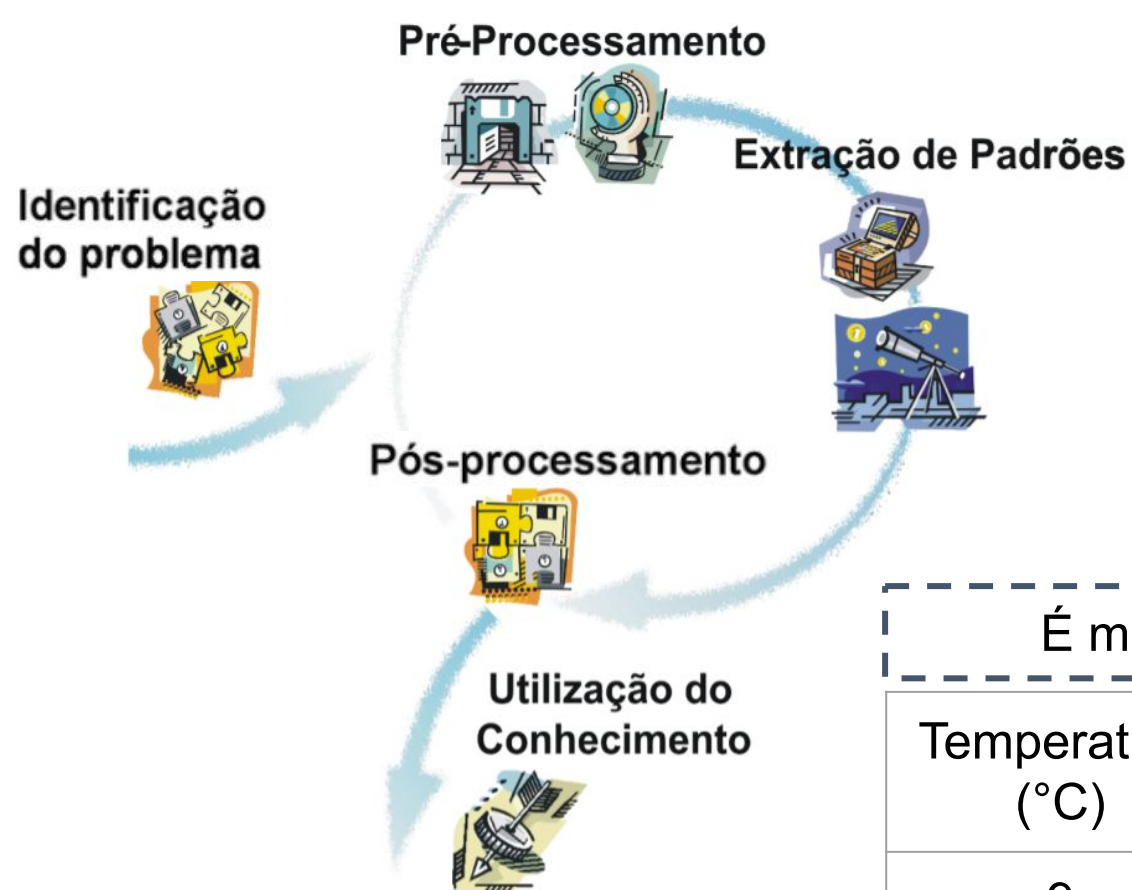 Pré-Processamento
Extração de Padrões
Identificação
do problema
Pós-processamento
Utilização do
Conhecimento
É m
Temperat
(°C)